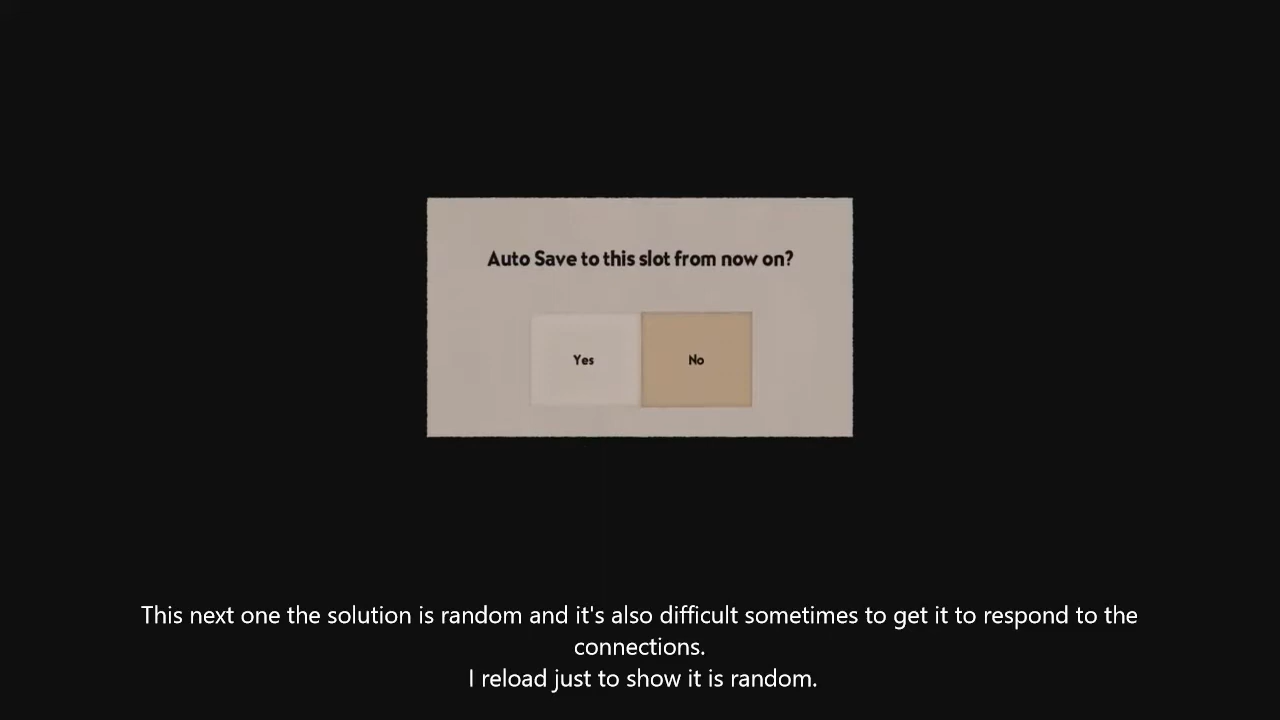 Auto Save to this slot from now on?
Yes No
This next one the solution is random and it's also difficult sometimes to get it to respond to the
connections.
I reload just to show it is random.